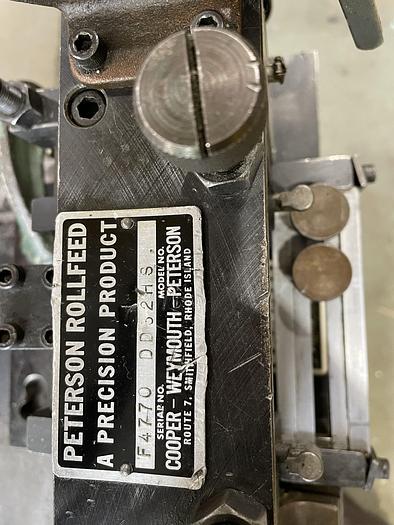 PETERSON ROLLFEED
A PRECISION PRODUCT
F4770 DD32HS
SERIAL NO. MODEL NO.
COOPER - WEYMOUTH - PETERSON
ROUTE 7, SMITHFIELD, RHODE ISLAND